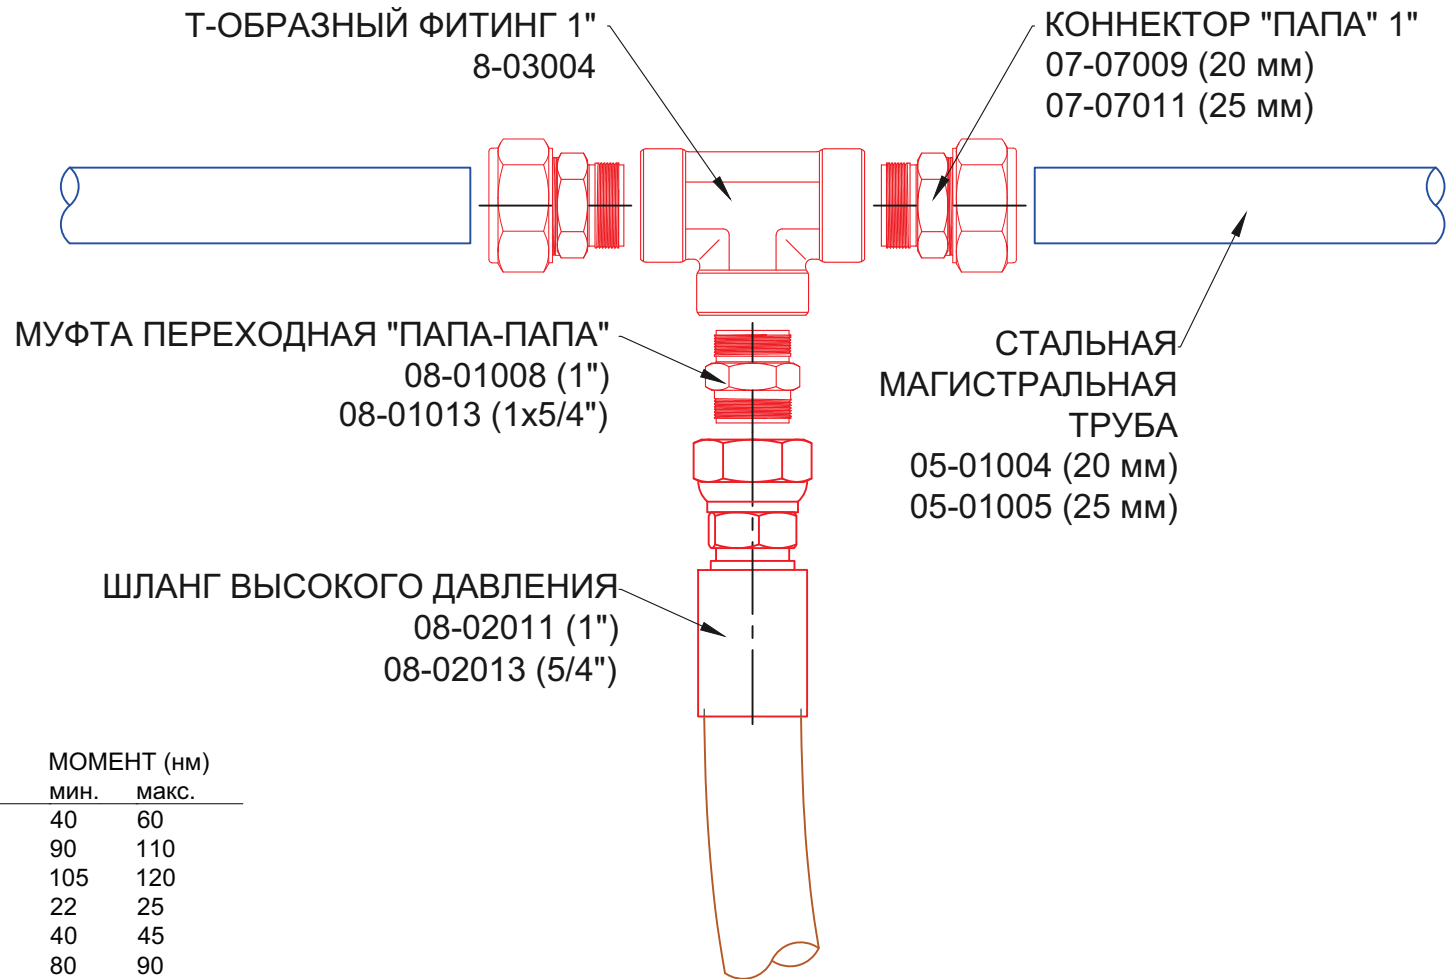 Т-ОБРАЗНЫЙ ФИТИНГ 1"
8-03004
КОННЕКТОР "ПАПА" 1"
07-07009 (20 мм)
07-07011 (25 мм)
МУФТА ПЕРЕХОДНАЯ "ПАПА-ПАПА"
08-01008 (1")
08-01013 (1x5/4")
СТАЛЬНАЯ
МАГИСТРАЛЬНАЯ
ТРУБА
05-01004 (20 мм)
05-01005 (25 мм)
ШЛАНГ ВЫСОКОГО ДАВЛЕНИЯ
08-02011 (1")
08-02013 (5/4")
МОМЕНТ (нм)
мин. макс.
40 60
90 110
105 120
22 25
40 45
80 90